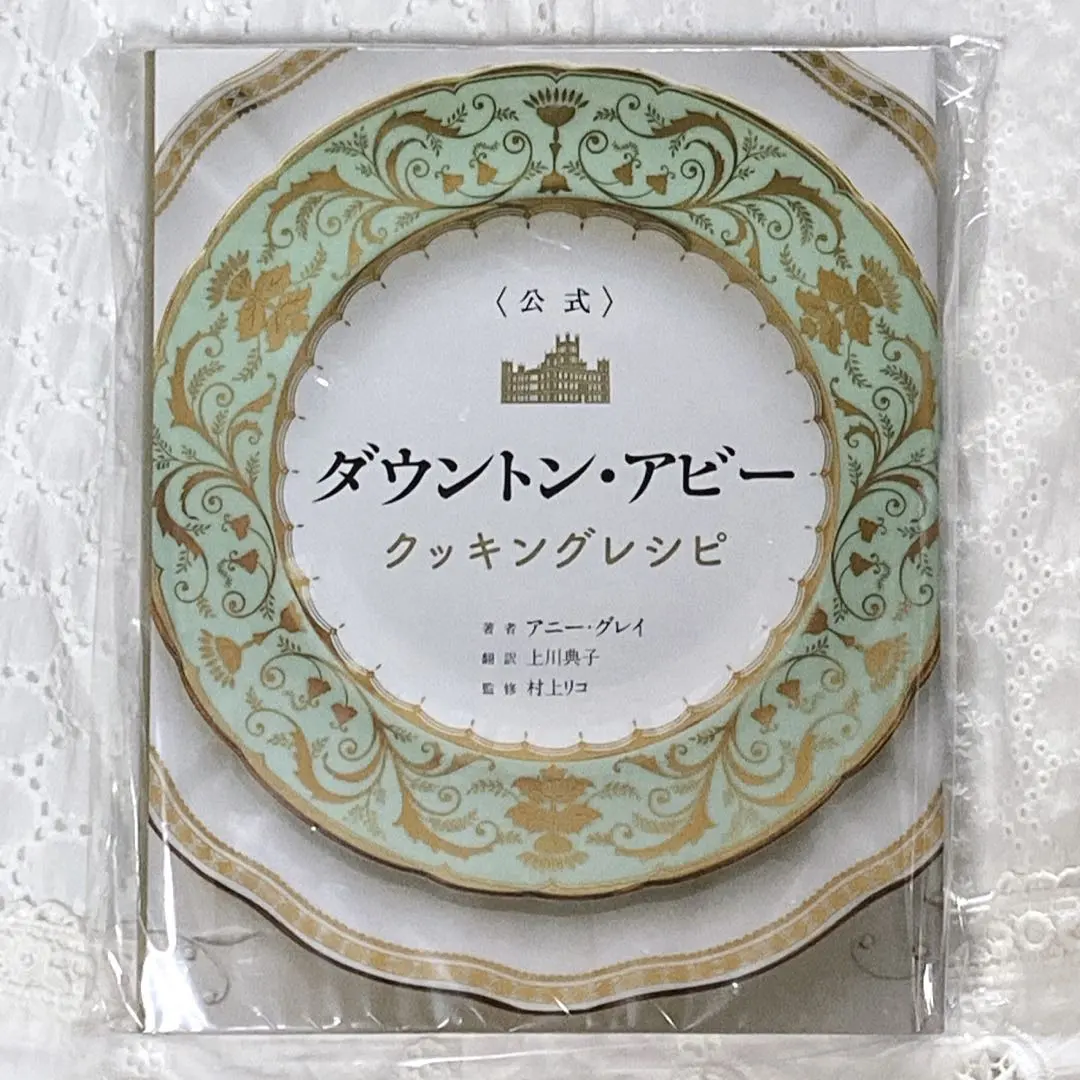 〈公式〉
ダウントン・アビー
クッキングレシピ
著者 アニー・グレイ
翻訳 上川典子
監修 村上リコ